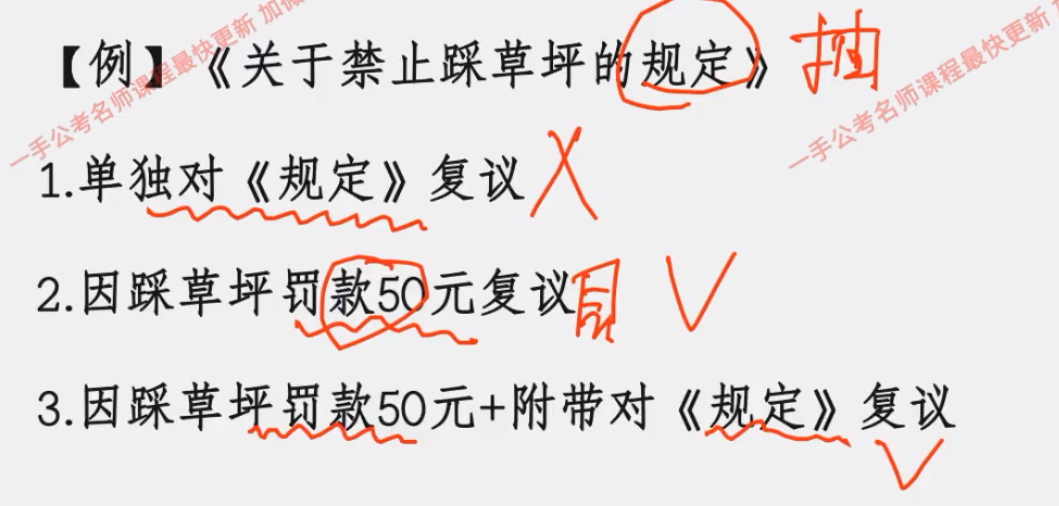 一手公考名师课程最快更新 加微
一手公考名师课程最快更新
【例】《关于禁止踩草坪的规定》 抽
1.单独对《规定》复议
2.因踩草坪罚款50元复议
3.因踩草坪罚款50元+附带对《规定》复议